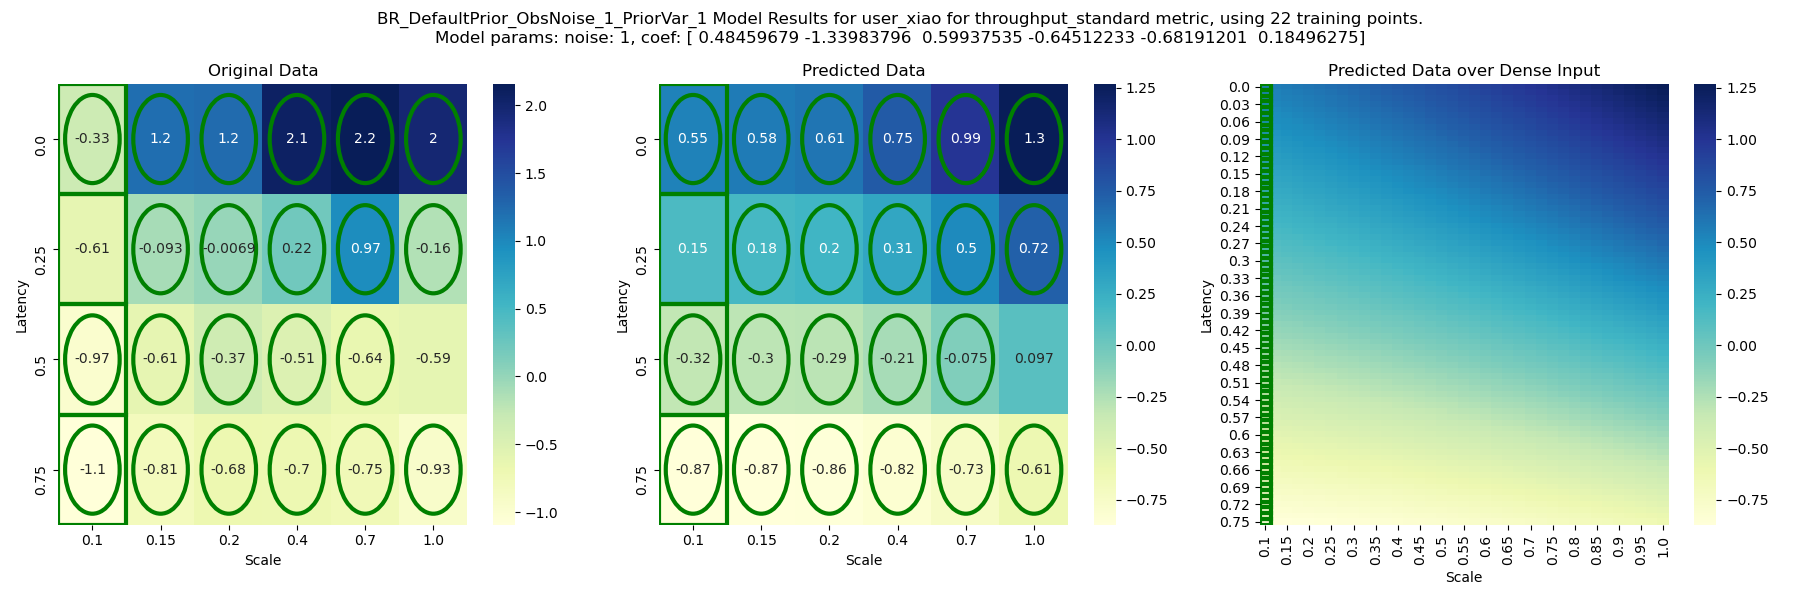 BR_DefaultPrior_ObsNoise_1_PriorVar_1 Model Results for user_xiao for throughput_standard metric, using 22 training points.
Model params: noise: 1, coef: [ 0.48459679 -1.33983796  0.59937535 -0.64512233 -0.68191201  0.18496275]
Original Data
Latency
0.0
-0.33 1.2 1.2 2.1 2.2 2
0.25
-0.61 -0.093 -0.0069 0.22 0.97 -0.16
0.5
-0.97 -0.61 -0.37 -0.51 -0.64 -0.59
0.75
-1.1 -0.81 -0.68 -0.7 -0.75 -0.93
0.1 0.15 0.2 0.4 0.7 1.0
Scale
2.0
1.5
1.0
0.5
0.0
−0.5
−1.0
Predicted Data
Latency
0.0
0.55 0.58 0.61 0.75 0.99 1.3
0.25
0.15 0.18 0.2 0.31 0.5 0.72
0.5
-0.32 -0.3 -0.29 -0.21 -0.075 0.097
0.75
-0.87 -0.87 -0.86 -0.82 -0.73 -0.61
0.1 0.15 0.2 0.4 0.7 1.0
Scale
1.25
1.00
0.75
0.50
0.25
0.00
−0.25
−0.50
−0.75
Predicted Data over Dense Input
Latency
0.0
0.03
0.06
0.09
0.12
0.15
0.18
0.21
0.24
0.27
0.3
0.33
0.36
0.39
0.42
0.45
0.48
0.51
0.54
0.57
0.6
0.63
0.66
0.69
0.72
0.75
0.1 0.15 0.2 0.25 0.3 0.35 0.4 0.45 0.5 0.55 0.6 0.65 0.7 0.75 0.8 0.85 0.9 0.95 1.0
Scale
1.25
1.00
0.75
0.50
0.25
0.00
−0.25
−0.50
−0.75